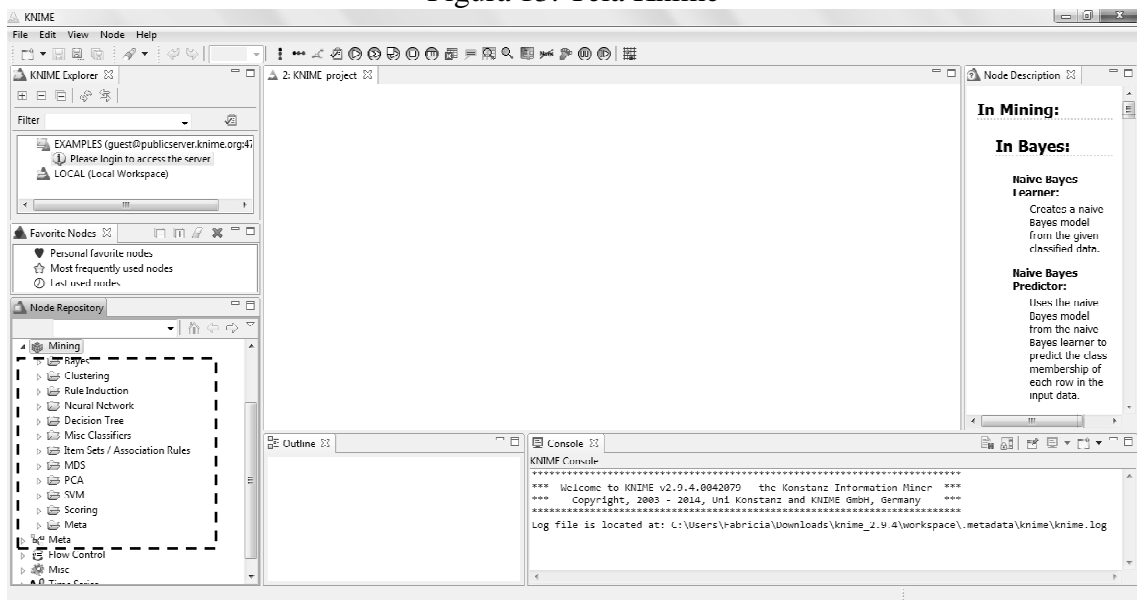 Figura 13: Tela Knime
KNIME
File Edit View Node Help
KNIME Explorer
Filter
EXAMPLES (guest@publicserver.knime.org:47
Please login to access the server
LOCAL (Local Workspace)
Favorite Nodes
Personal favorite nodes
Most frequently used nodes
Last used nodes
Node Repository
Mining
Bayes
Clustering
Rule Induction
Neural Network
Decision Tree
Misc Classifiers
Item Sets / Association Rules
MDS
PCA
SVM
Scoring
Meta
Meta
Flow Control
Misc
Time Series
2: KNIME project
Outline
Console
KNIME Console
*** Welcome to KNIME v2.9.4.0042079 the Konstanz Information Miner ***
*** Copyright, 2003 - 2014, Uni Konstanz and KNIME GmbH, Germany ***
Log file is located at: C:\Users\Fabricia\Downloads\knime_2.9.4\workspace\.metadata\knime\knime.log
Node Description
In Mining:
In Bayes:
Naive Bayes
Learner:
Creates a naive
Bayes model
from the given
classified data.
Naive Bayes
Predictor:
Uses the naive
Bayes model
from the naive
Bayes learner to
predict the class
membership of
each row in the
input data.